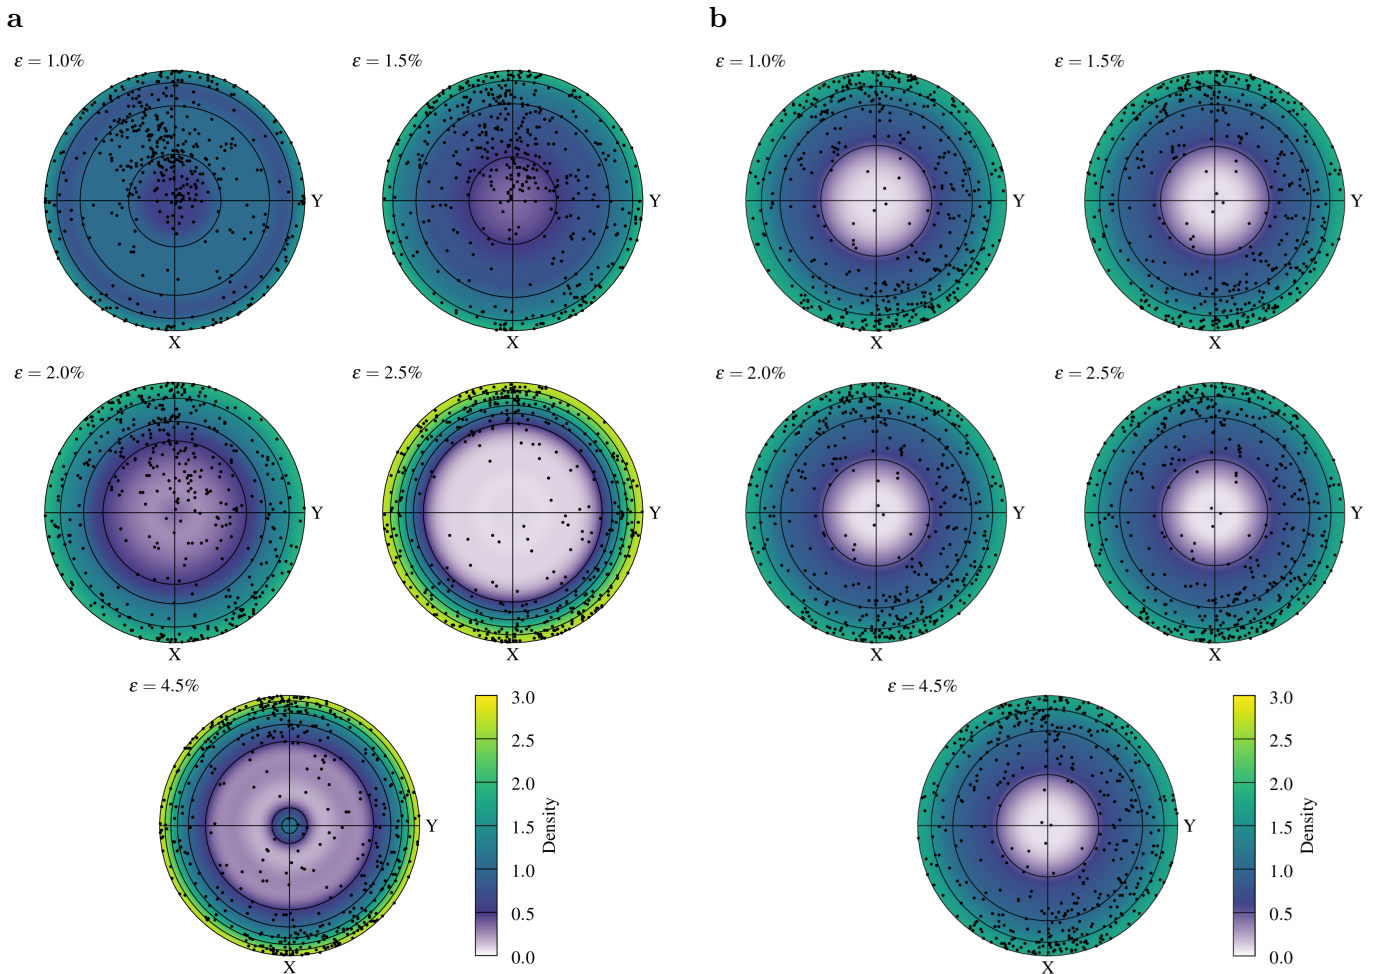 a
b
ε = 1.0%
ε = 1.5%
ε = 1.0%
ε = 1.5%
Y
Y
Y
Y
X
X
X
X
ε = 2.0%
ε = 2.5%
ε = 2.0%
ε = 2.5%
Y
Y
Y
Y
X
X
X
X
ε = 4.5%
ε = 4.5%
3.0
2.5
2.0
1.5
1.0
0.5
0.0
Density
Y
X
3.0
2.5
2.0
1.5
1.0
0.5
0.0
Density
Y
X